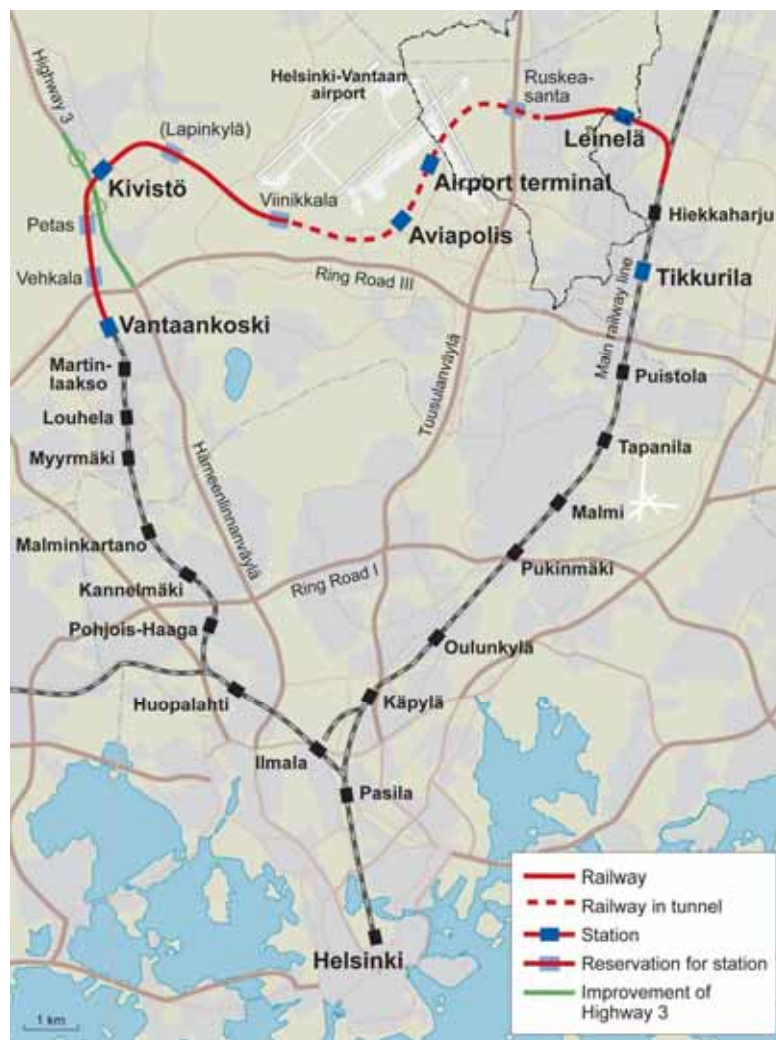 Highway 3
Helsinki-Vantaan
airport
Ruskea-
santa
(Lapinkylä)
Leinelä
Kivistö
Airport terminal
Viinikkala
Petas
Aviapolis
Hiekkaharju
Vehkala
Ring Road III
Tikkurila
Main railway line
Vantaankoski
Martin-
laakso
Puistola
Tuusulanväylä
Louhela
Myyrmäki
Tapanila
Hämeenlinnanväylä
Malmi
Malminkartano
Pukinmäki
Kannelmäki
Ring Road I
Pohjois-Haaga
Oulunkylä
Huopalahti
Käpylä
Ilmala
Pasila
Helsinki
Railway
Railway in tunnel
Station
Reservation for station
Improvement of
Highway 3
1 km